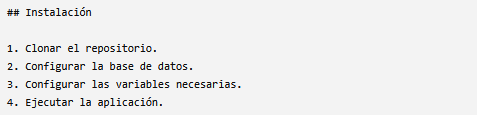 ## Instalación
1. Clonar el repositorio.
2. Configurar la base de datos.
3. Configurar las variables necesarias.
4. Ejecutar la aplicación.